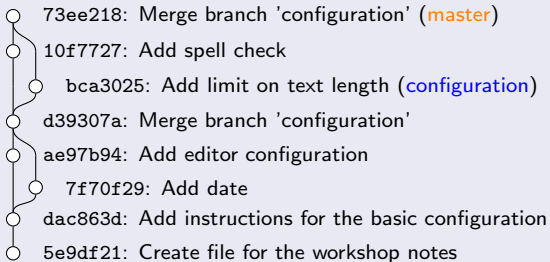 73ee218: Merge branch 'configuration' (master)
10f7727: Add spell check
bca3025: Add limit on text length (configuration)
d39307a: Merge branch 'configuration'
ae97b94: Add editor configuration
7f70f29: Add date
dac863d: Add instructions for the basic configuration
5e9df21: Create file for the workshop notes